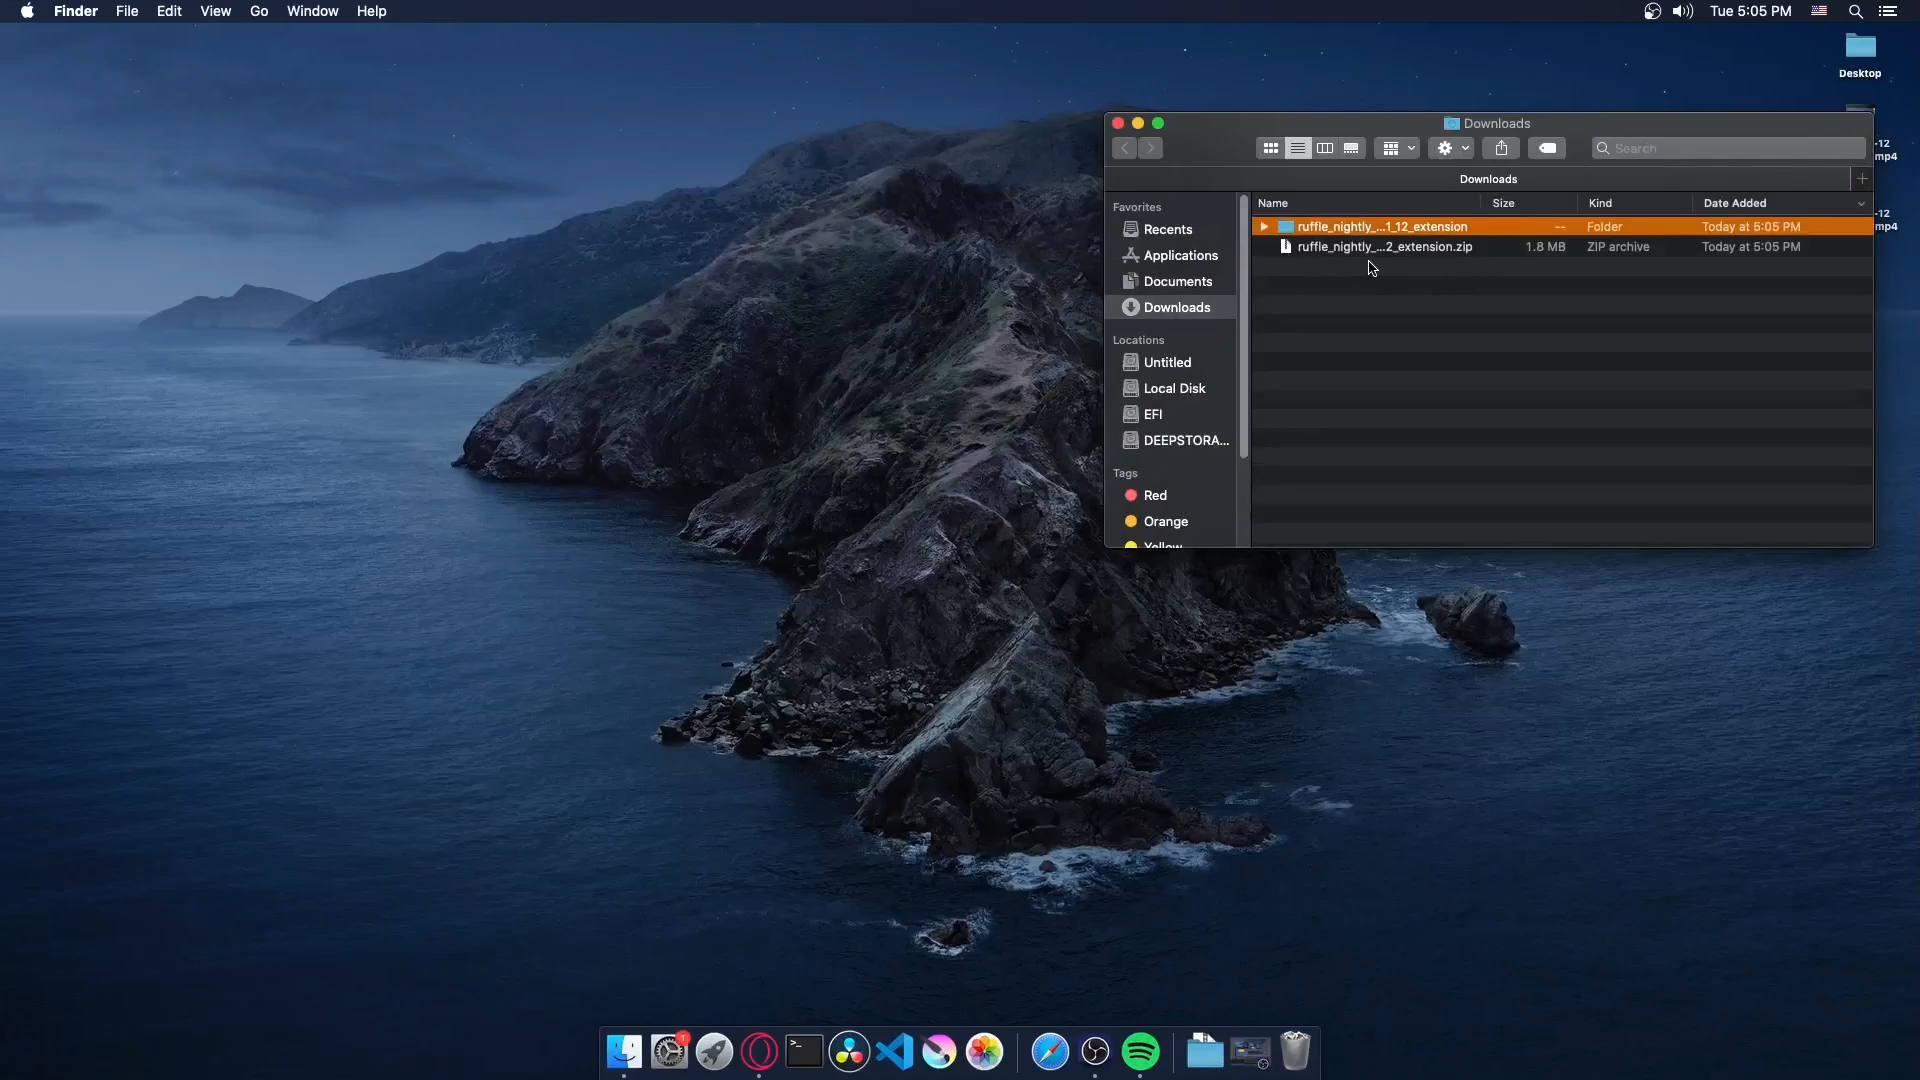 Finder File Edit View Go Window Help
Tue 5:05 PM
Desktop
-12
mp4
-12
mp4
Downloads
Search
Downloads
Favorites
Recents
Applications
Documents
Downloads
Locations
Untitled
Local Disk
EFI
DEEPSTORA...
Tags
Red
Orange
Yellow
Name Size Kind Date Added
ruffle_nightly_...1_12_extension -- Folder Today at 5:05 PM
ruffle_nightly_...2_extension.zip 1.8 MB ZIP archive Today at 5:05 PM
>_
1